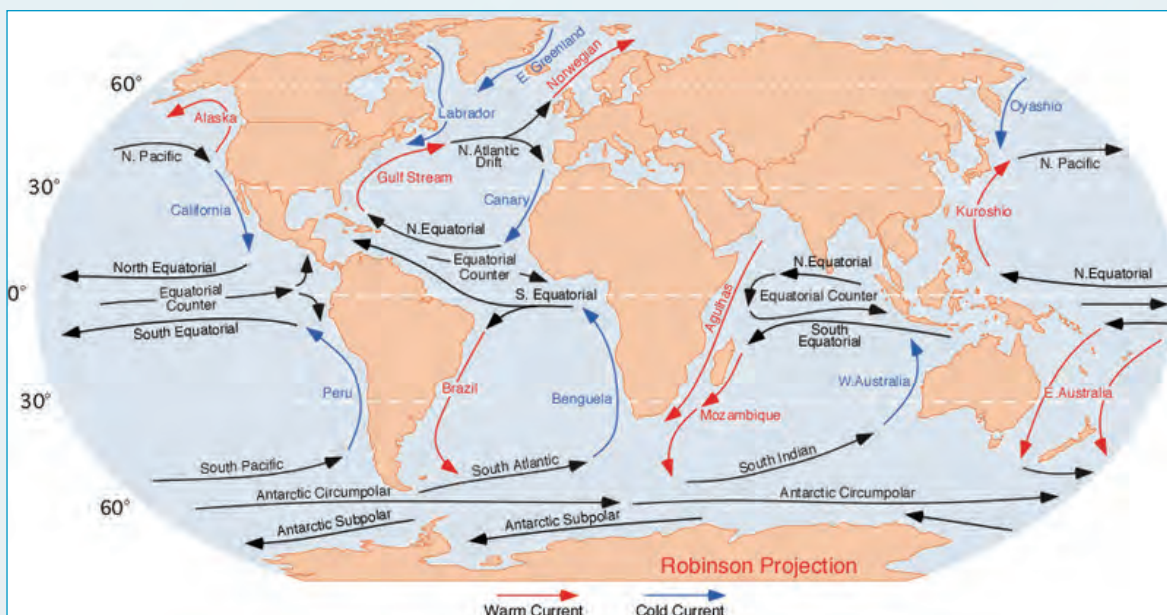 E. Greenland
Norwegian
60°
Labrador
Oyashio
Alaska
N. Pacific
N. Atlantic
Drift
N. Pacific
30°
Gulf Stream
California
Canary
Kuroshio
N.Equatorial
North Equatorial
Equatorial
Counter
N.Equatorial
N.Equatorial
0°
Equatorial
Counter
S. Equatorial
Equatorial Counter
South Equatorial
Agulhas
South
Equatorial
Peru
Brazil
Benguela
W.Australia
E.Australia
30°
Mozambique
South Pacific
South Atlantic
South Indian
Antarctic Circumpolar
Antarctic Circumpolar
60°
Antarctic Subpolar
Antarctic Subpolar
Robinson Projection
Warm Current
Cold Current